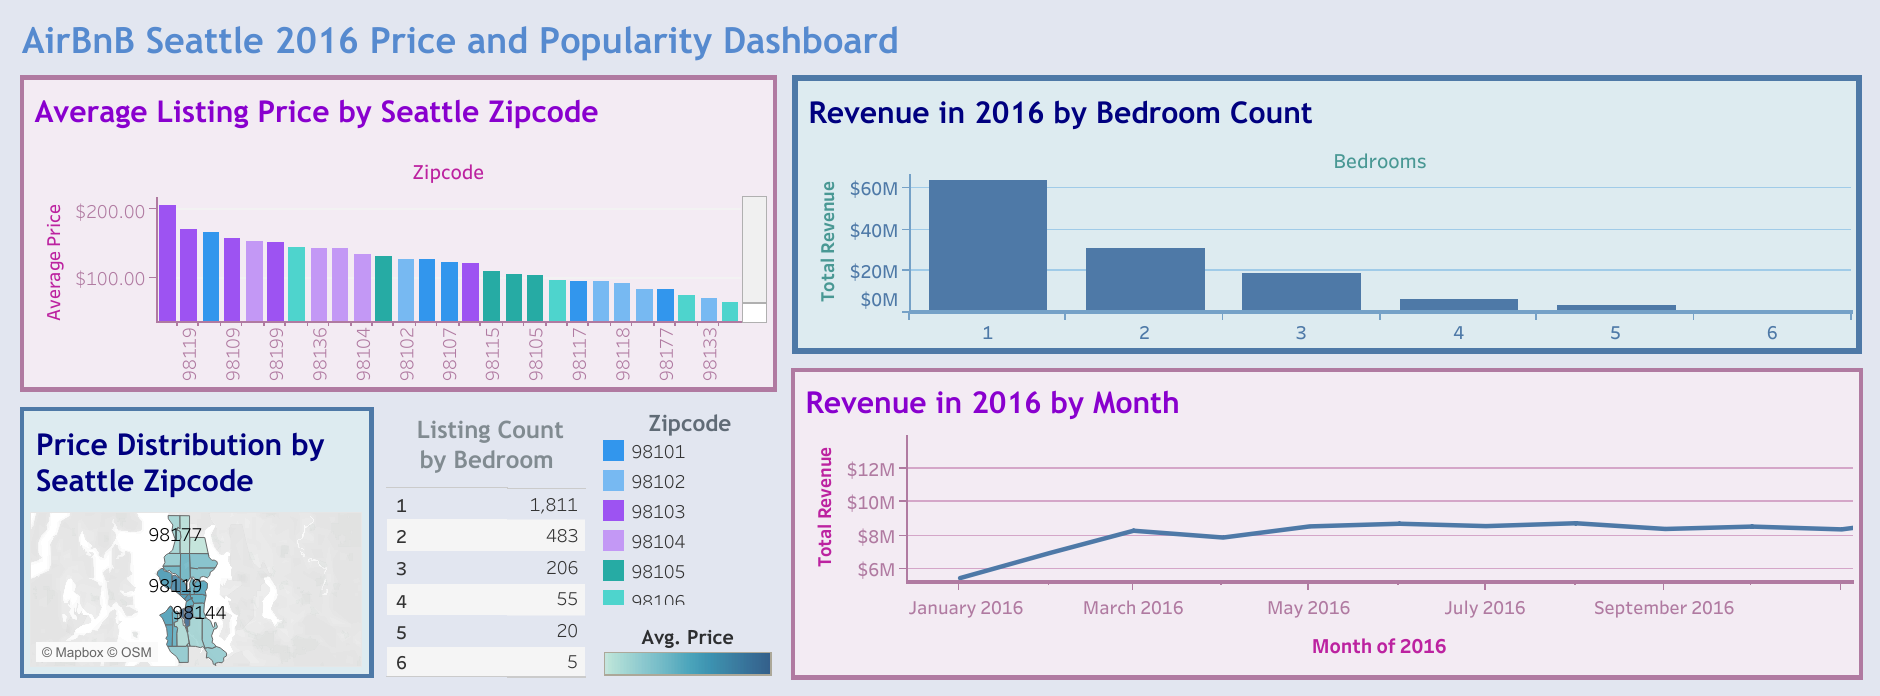 AirBnB Seattle 2016 Price and Popularity Dashboard
Average Listing Price by Seattle Zipcode
Zipcode
Average Price
$200.00
$100.00
98119
98109
98199
98136
98104
98102
98107
98115
98105
98117
98118
98177
98133
Revenue in 2016 by Bedroom Count
Bedrooms
Total Revenue
$60M
$40M
$20M
$0M
1
2
3
4
5
6
Price Distribution by
Seattle Zipcode
98177
98119
98144
© Mapbox © OSM
Listing Count
by Bedroom
1 1,811
2 483
3 206
4 55
5 20
6 5
Zipcode
98101
98102
98103
98104
98105
98106
Avg. Price
Revenue in 2016 by Month
Total Revenue
$12M
$10M
$8M
$6M
January 2016
March 2016
May 2016
July 2016
September 2016
Month of 2016